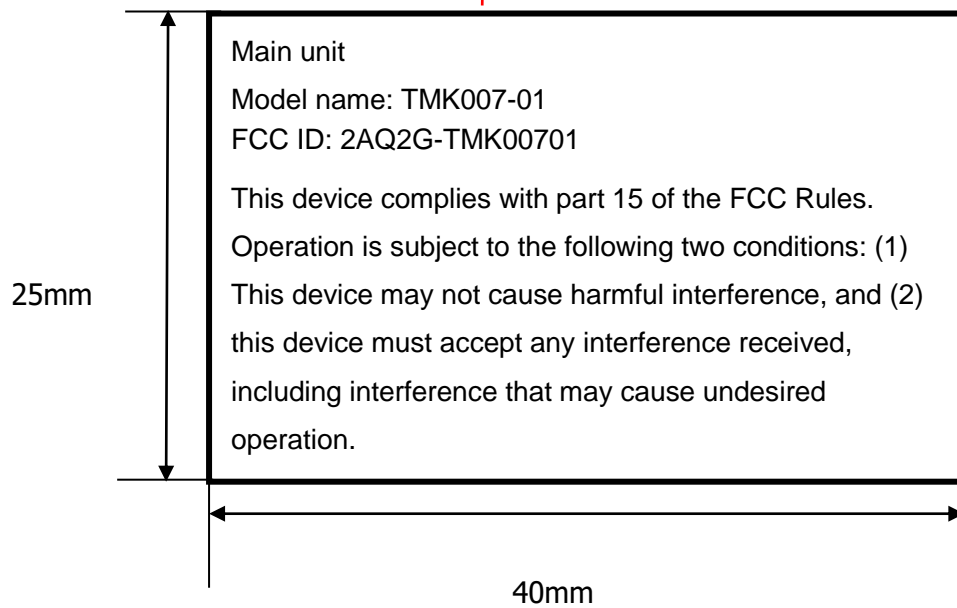 Main unit
Model name: TMK007-01
FCC ID: 2AQ2G-TMK00701
This device complies with part 15 of the FCC Rules.
Operation is subject to the following two conditions: (1)
This device may not cause harmful interference, and (2)
this device must accept any interference received,
including interference that may cause undesired
operation.
25mm
40mm